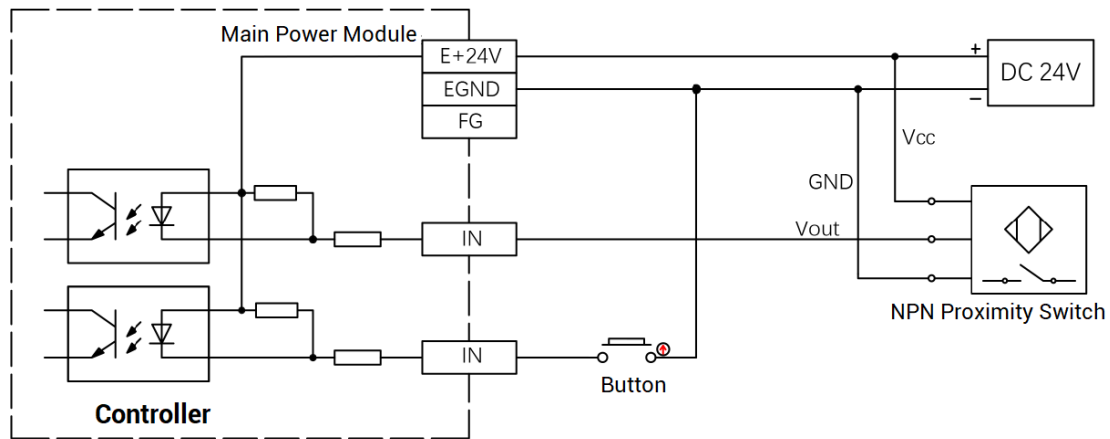 Main Power Module
E+24V
EGND
FG
+
DC 24V
−
Vcc
GND
Vout
IN
NPN Proximity Switch
IN
Button
Controller